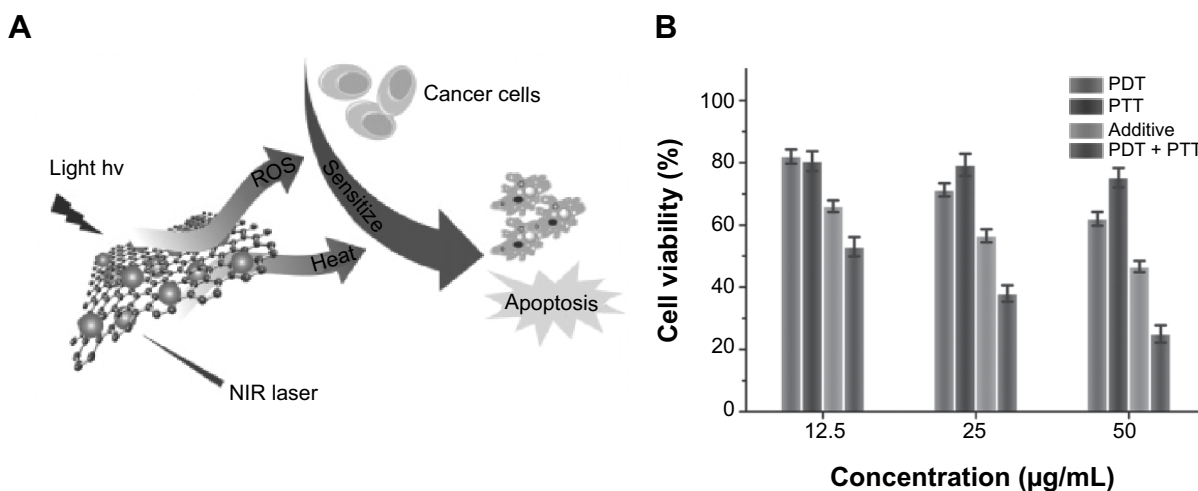 A
Light hv
ROS
Sensitize
Heat
Cancer cells
Apoptosis
NIR laser
B
Cell viability (%)
100
80
60
40
20
0
PDT
PTT
Additive
PDT + PTT
12.5
25
50
Concentration (µg/mL)